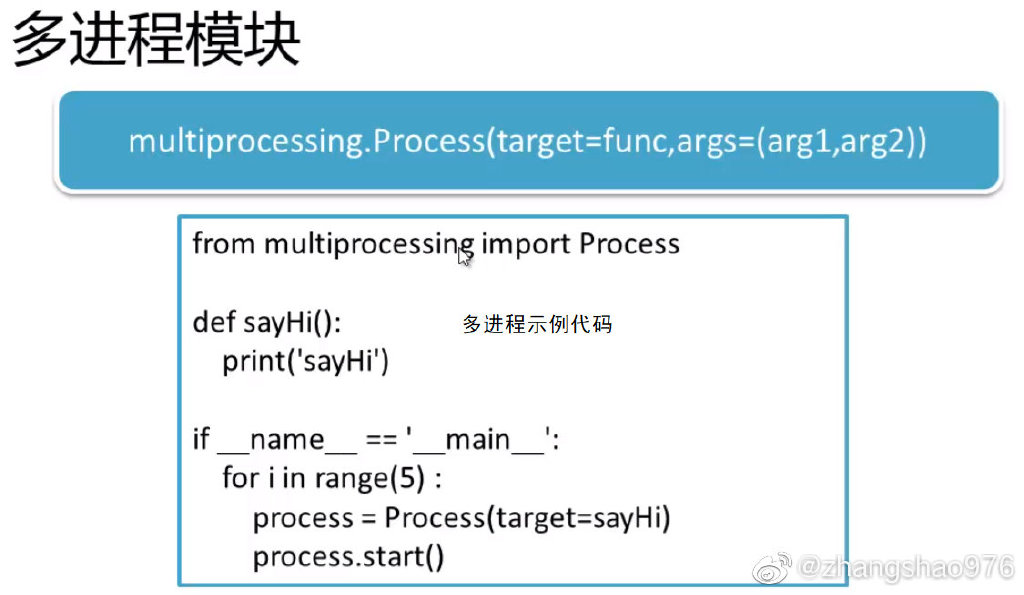 多进程模块
multiprocessing.Process(target=func,args=(arg1,arg2))
from multiprocessing import Process
def sayHi():
多进程示例代码
print('sayHi')
if __name__ == '__main__':
for i in range(5) :
process = Process(target=sayHi)
process.start()
@zhangshao976